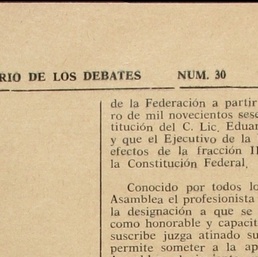 RIO DE LOS DEBATES NUM. 30
de la Federación a partir
ro de mil novecientos sesc
titución del C. Lic. Eduar
y que el Ejecutivo de la
efectos de la fracción II
la Constitución Federal.
Conocido por todos lo
Asamblea el profesionista
la designación a que se
como honorable y capacit
suscribe juzga atinado su
permite someter a la ap